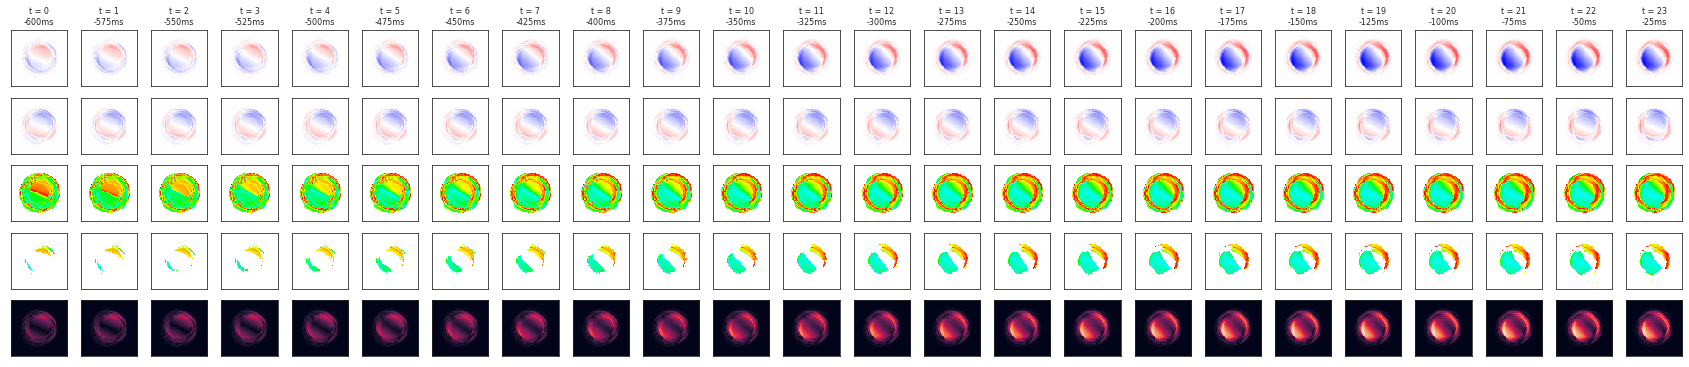 t = 0 t = 1 t = 2 t = 3 t = 4 t = 5 t = 6 t = 7 t = 8 t = 9 t = 10 t = 11 t = 12 t = 13 t = 14 t = 15 t = 16 t = 17 t = 18 t = 19 t = 20 t = 21 t = 22 t = 23
-600ms -575ms -550ms -525ms -500ms -475ms -450ms -425ms -400ms -375ms -350ms -325ms -300ms -275ms -250ms -225ms -200ms -175ms -150ms -125ms -100ms -75ms -50ms -25ms